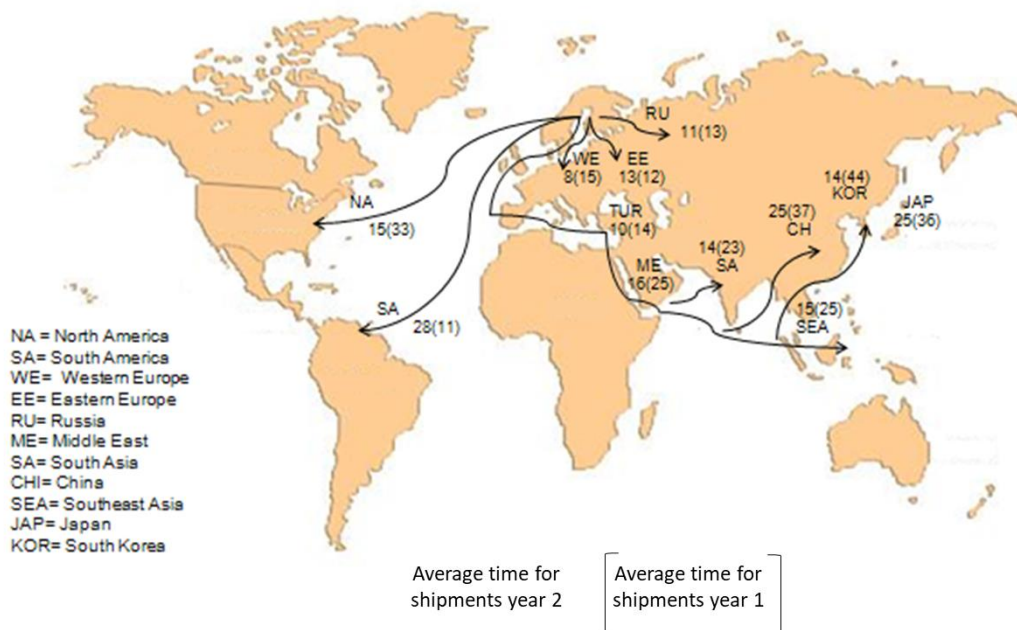 RU
11(13)
WE
8(15)
EE
13(12)
14(44)
KOR
JAP
25(36)
NA
15(33)
TUR
10(14)
25(37)
CH
14(23)
SA
ME
16(25)
SA
28(11)
15(25)
SEA
NA = North America
SA= South America
WE= Western Europe
EE= Eastern Europe
RU= Russia
ME= Middle East
SA= South Asia
CHI= China
SEA= Southeast Asia
JAP= Japan
KOR= South Korea
Average time for
shipments year 2
Average time for
shipments year 1